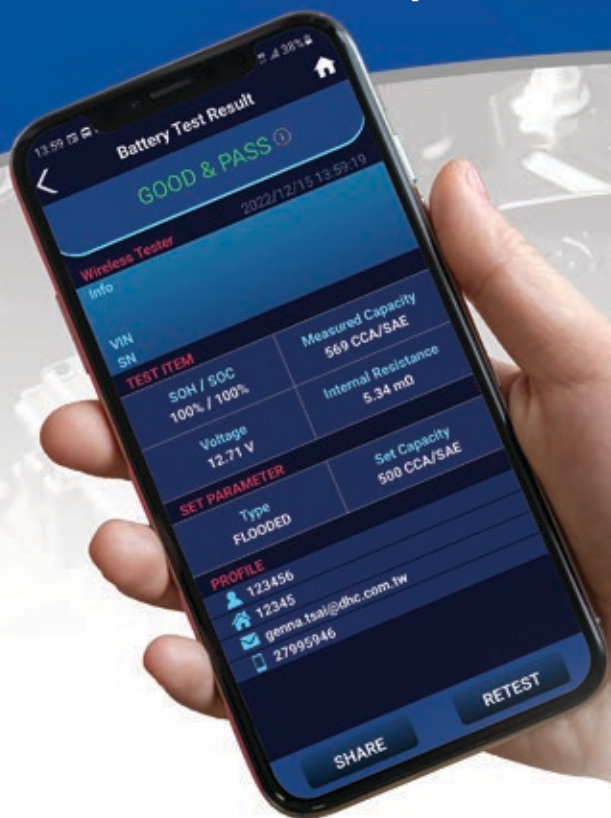 13:59
38%
Battery Test Result
GOOD & PASS
2022/12/15 13:59:19
Wireless Tester
Info
VIN
SN
TEST ITEM
SOH / SOC
100% / 100%
Measured Capacity
569 CCA/SAE
Voltage
12.71 V
Internal Resistance
5.34 mΩ
SET PARAMETER
Type
FLOODED
Set Capacity
500 CCA/SAE
PROFILE
123456
12345
genna.tsai@dhc.com.tw
27995946
SHARE
RETEST